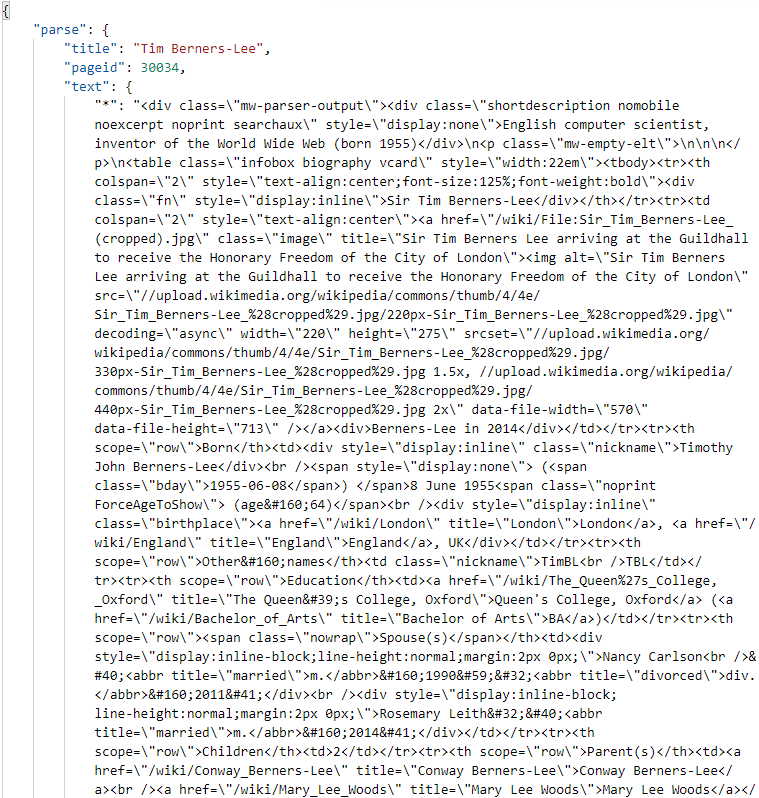 {
"parse": {
"title": "Tim Berners-Lee",
"pageid": 30034,
"text": {
"*": "<div class=\"mw-parser-output\"><div class=\"shortdescription nomobile
noexcerpt noprint searchaux\" style=\"display:none\">English computer scientist,
inventor of the World Wide Web (born 1955)</div>\n<p class=\"mw-empty-elt\">\n\n\n</
p>\n<table class=\"infobox biography vcard\" style=\"width:22em\"><tbody><tr><th
colspan=\"2\" style=\"text-align:center;font-size:125%;font-weight:bold\"><div
class=\"fn\" style=\"display:inline\">Sir Tim Berners-Lee</div></th></tr><tr><td
colspan=\"2\" style=\"text-align:center\"><a href=\"/wiki/File:Sir_Tim_Berners-Lee_
(cropped).jpg\" class=\"image\" title=\"Sir Tim Berners Lee arriving at the Guildhall
to receive the Honorary Freedom of the City of London\"><img alt=\"Sir Tim Berners
Lee arriving at the Guildhall to receive the Honorary Freedom of the City of London\"
src=\"//upload.wikimedia.org/wikipedia/commons/thumb/4/4e/
Sir_Tim_Berners-Lee_%28cropped%29.jpg/220px-Sir_Tim_Berners-Lee_%28cropped%29.jpg\"
decoding=\"async\" width=\"220\" height=\"275\" srcset=\"//upload.wikimedia.org/
wikipedia/commons/thumb/4/4e/Sir_Tim_Berners-Lee_%28cropped%29.jpg/
330px-Sir_Tim_Berners-Lee_%28cropped%29.jpg 1.5x, //upload.wikimedia.org/wikipedia/
commons/thumb/4/4e/Sir_Tim_Berners-Lee_%28cropped%29.jpg/
440px-Sir_Tim_Berners-Lee_%28cropped%29.jpg 2x\" data-file-width=\"570\"
data-file-height=\"713\" /></a><div>Berners-Lee in 2014</div></td></tr><tr><th
scope=\"row\">Born</th><td><div style=\"display:inline\" class=\"nickname\">Timothy
John Berners-Lee</div><br /><span style=\"display:none\"> (<span
class=\"bday\">1955-06-08</span>) </span>8 June 1955<span class=\"noprint
ForceAgeToShow\"> (age&#160;64)</span><br /><div style=\"display:inline\"
class=\"birthplace\"><a href=\"/wiki/London\" title=\"London\">London</a>, <a href=\"/
wiki/England\" title=\"England\">England</a>, UK</div></td></tr><tr><th
scope=\"row\">Other&#160;names</th><td class=\"nickname\">TimBL<br />TBL</td></
tr><tr><th scope=\"row\">Education</th><td><a href=\"/wiki/The_Queen%27s_College,
_Oxford\" title=\"The Queen&#39;s College, Oxford\">Queen's College, Oxford</a> (<a
href=\"/wiki/Bachelor_of_Arts\" title=\"Bachelor of Arts\">BA</a>)</td></tr><tr><th
scope=\"row\"><span class=\"nowrap\">Spouse(s)</span></th><td><div
style=\"display:inline-block;line-height:normal;margin:2px 0px;\">Nancy Carlson<br />&
#40;<abbr title=\"married\">m.</abbr>&#160;1990&#59;&#32;<abbr title=\"divorced\">div.
</abbr>&#160;2011&#41;</div><br /><div style=\"display:inline-block;
line-height:normal;margin:2px 0px;\">Rosemary Leith&#32;&#40;<abbr
title=\"married\">m.</abbr>&#160;2014&#41;</div></td></tr><tr><th
scope=\"row\">Children</th><td>2</td></tr><tr><th scope=\"row\">Parent(s)</th><td><a
href=\"/wiki/Conway_Berners-Lee\" title=\"Conway Berners-Lee\">Conway Berners-Lee</
a><br /><a href=\"/wiki/Mary_Lee_Woods\" title=\"Mary Lee Woods\">Mary Lee Woods</a></